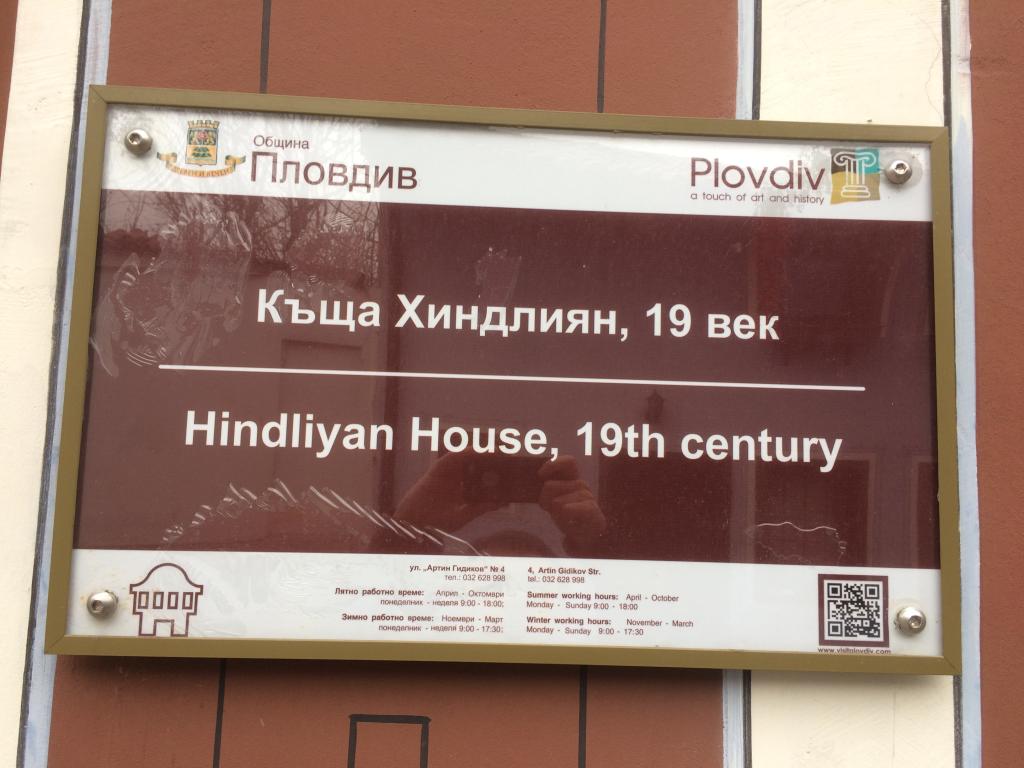 Община
Пловдив
Plovdiv
a touch of art and history
Къща Хиндлиян, 19 век
Hindliyan House, 19th century
ул. „Артин Гидиков“ № 4
тел.: 032 628 998
Лятно работно време: Април - Октомври
понеделник - неделя 9:00 - 18:00;
Зимно работно време: Ноември - Март
понеделник - неделя 9:00 - 17:30;
4, Artin Gidikov Str.
tel.: 032 628 998
Summer working hours: April - October
Monday - Sunday 9:00 - 18:00
Winter working hours: November - March
Monday - Sunday 9:00 - 17:30
www.visitplovdiv.com